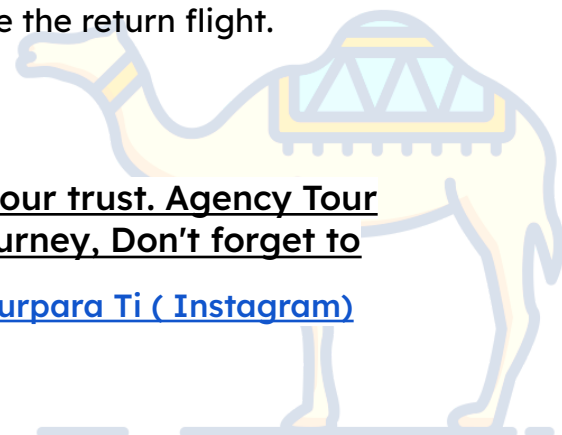 e the return flight.
our trust. Agency Tour
urney, Don't forget to
urpara Ti ( Instagram)